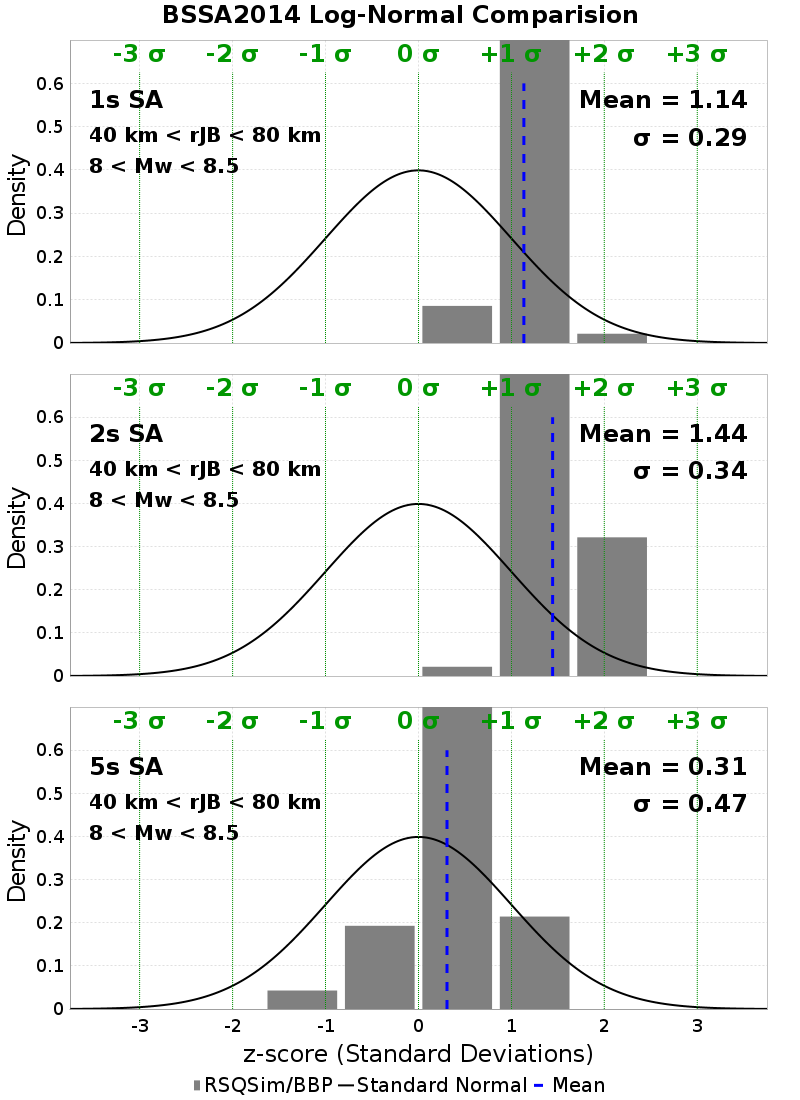 BSSA2014 Log-Normal Comparision
-3 σ -2 σ -1 σ 0 σ +1 σ +2 σ +3 σ
0.6
0.5
0.4
0.3
0.2
0.1
0
Density
1s SA
40 km < rJB < 80 km
8 < Mw < 8.5
Mean = 1.14
σ = 0.29
-3 σ -2 σ -1 σ 0 σ +1 σ +2 σ +3 σ
0.6
0.5
0.4
0.3
0.2
0.1
0
Density
2s SA
40 km < rJB < 80 km
8 < Mw < 8.5
Mean = 1.44
σ = 0.34
-3 σ -2 σ -1 σ 0 σ +1 σ +2 σ +3 σ
0.6
0.5
0.4
0.3
0.2
0.1
0
Density
5s SA
40 km < rJB < 80 km
8 < Mw < 8.5
Mean = 0.31
σ = 0.47
-3 -2 -1 0 1 2 3
z-score (Standard Deviations)
RSQSim/BBP Standard Normal Mean